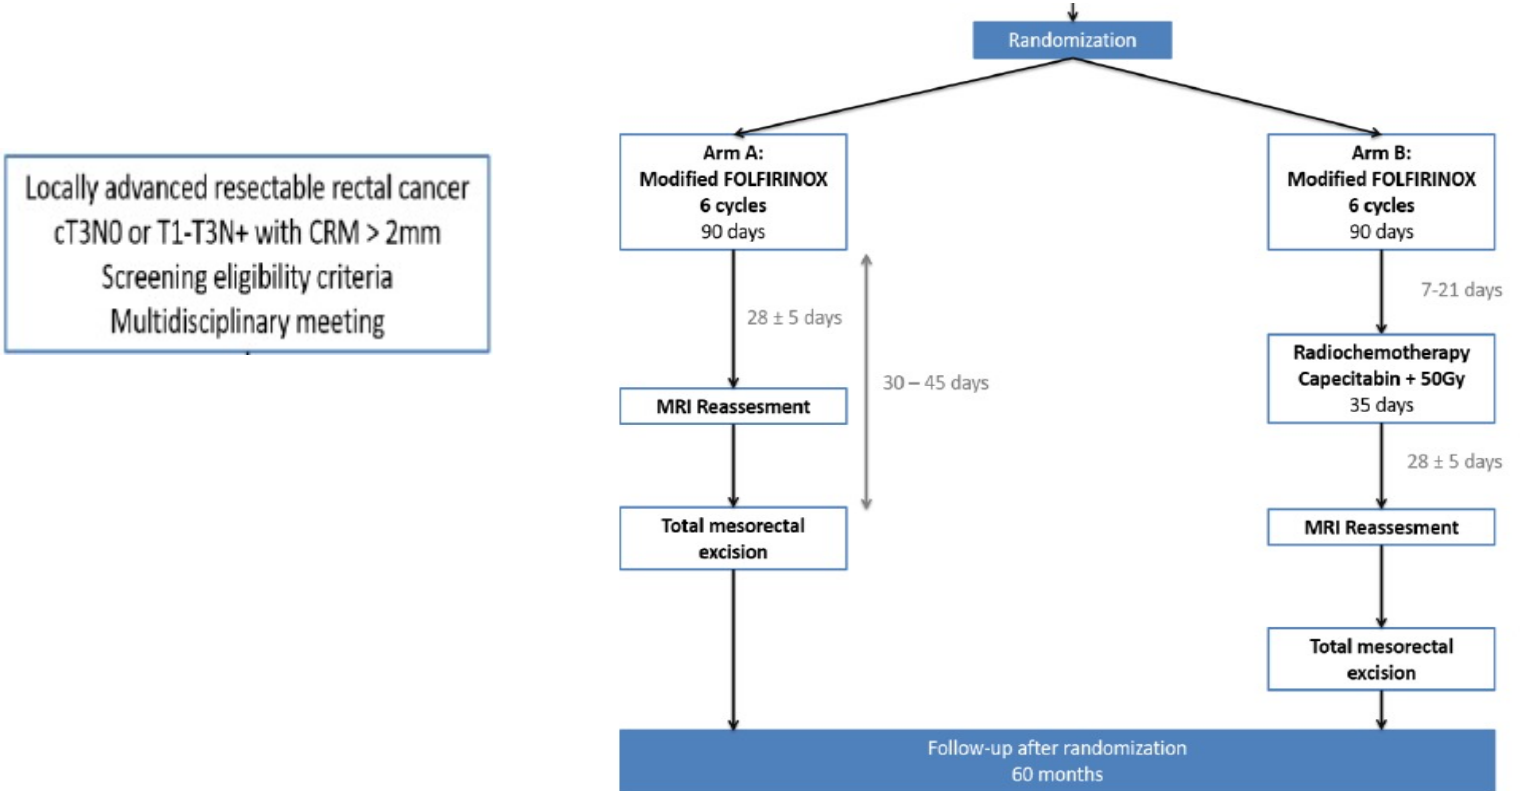 Locally advanced resectable rectal cancer
cT3N0 or T1-T3N+ with CRM > 2mm
Screening eligibility criteria
Multidisciplinary meeting
Randomization
Arm A:
Modified FOLFIRINOX
6 cycles
90 days
28 ± 5 days
30 – 45 days
MRI Reassesment
Total mesorectal
excision
Arm B:
Modified FOLFIRINOX
6 cycles
90 days
7-21 days
Radiochemotherapy
Capecitabin + 50Gy
35 days
28 ± 5 days
MRI Reassesment
Total mesorectal
excision
Follow-up after randomization
60 months